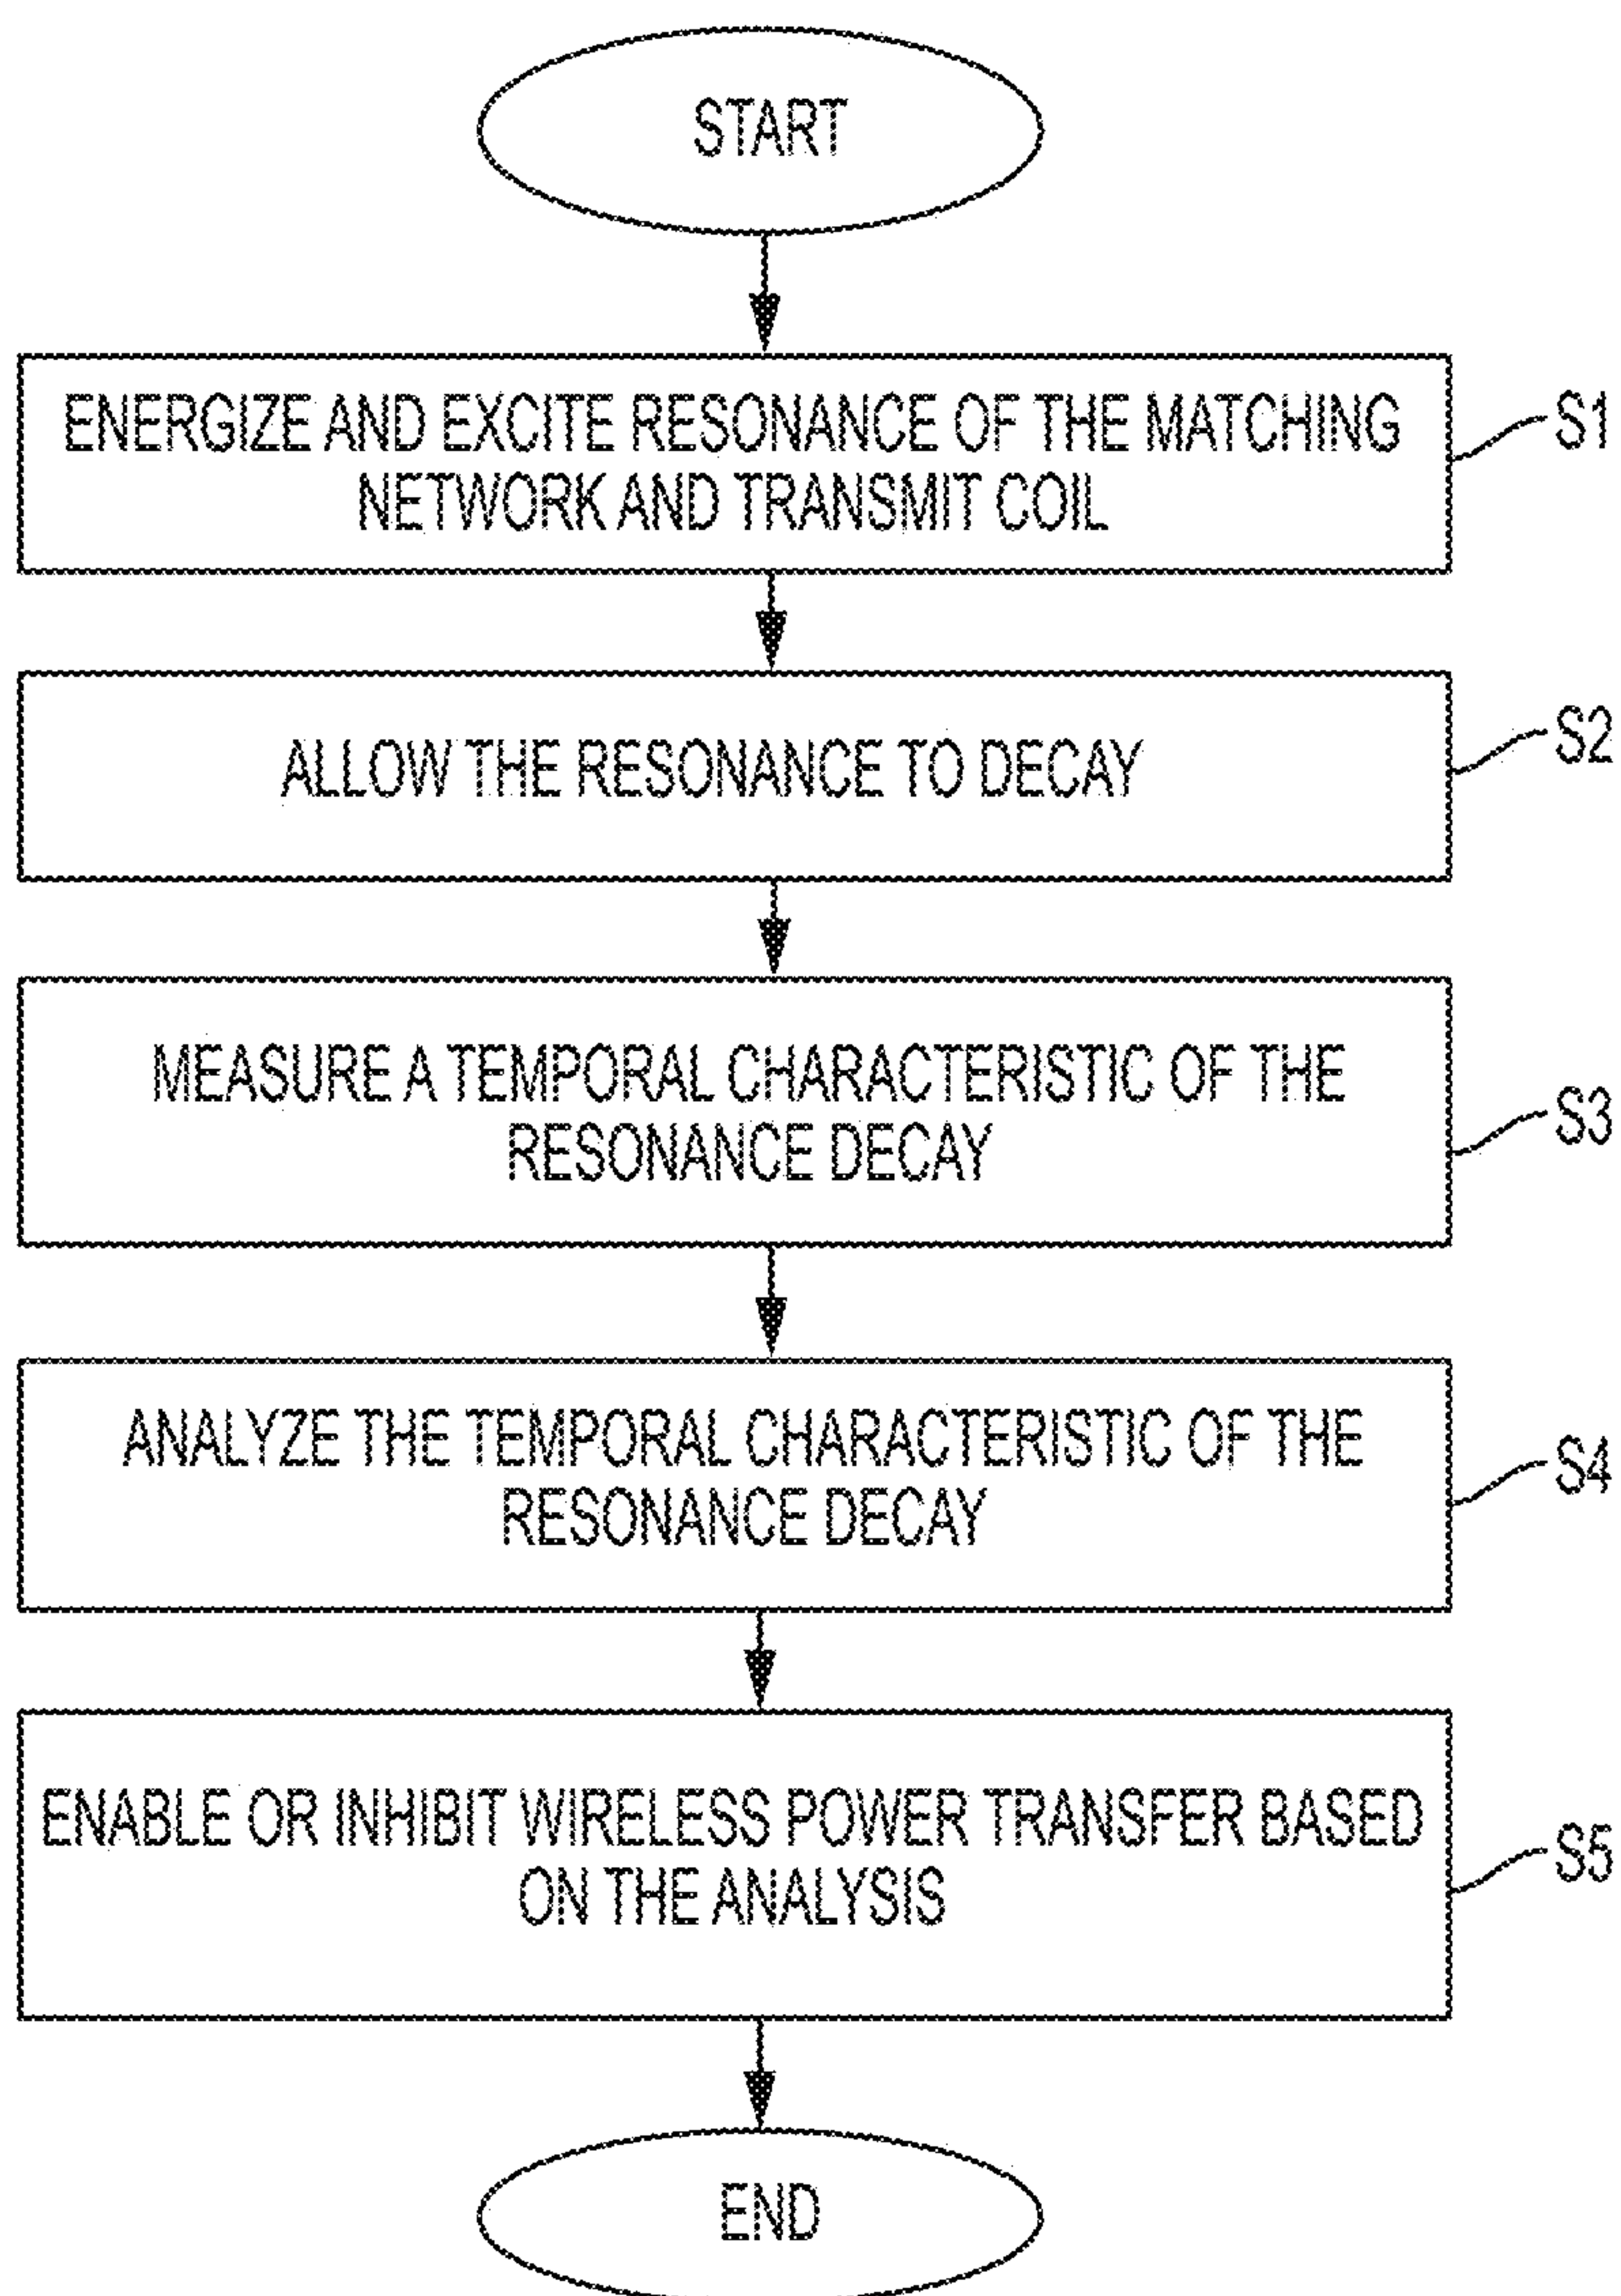 START
ENERGIZE AND EXCITE RESONANCE OF THE MATCHING
NETWORK AND TRANSMIT COIL
S1
ALLOW THE RESONANCE TO DECAY
S2
MEASURE A TEMPORAL CHARACTERISTIC OF THE
RESONANCE DECAY
S3
ANALYZE THE TEMPORAL CHARACTERISTIC OF THE
RESONANCE DECAY
S4
ENABLE OR INHIBIT WIRELESS POWER TRANSFER BASED
ON THE ANALYSIS
S5
END